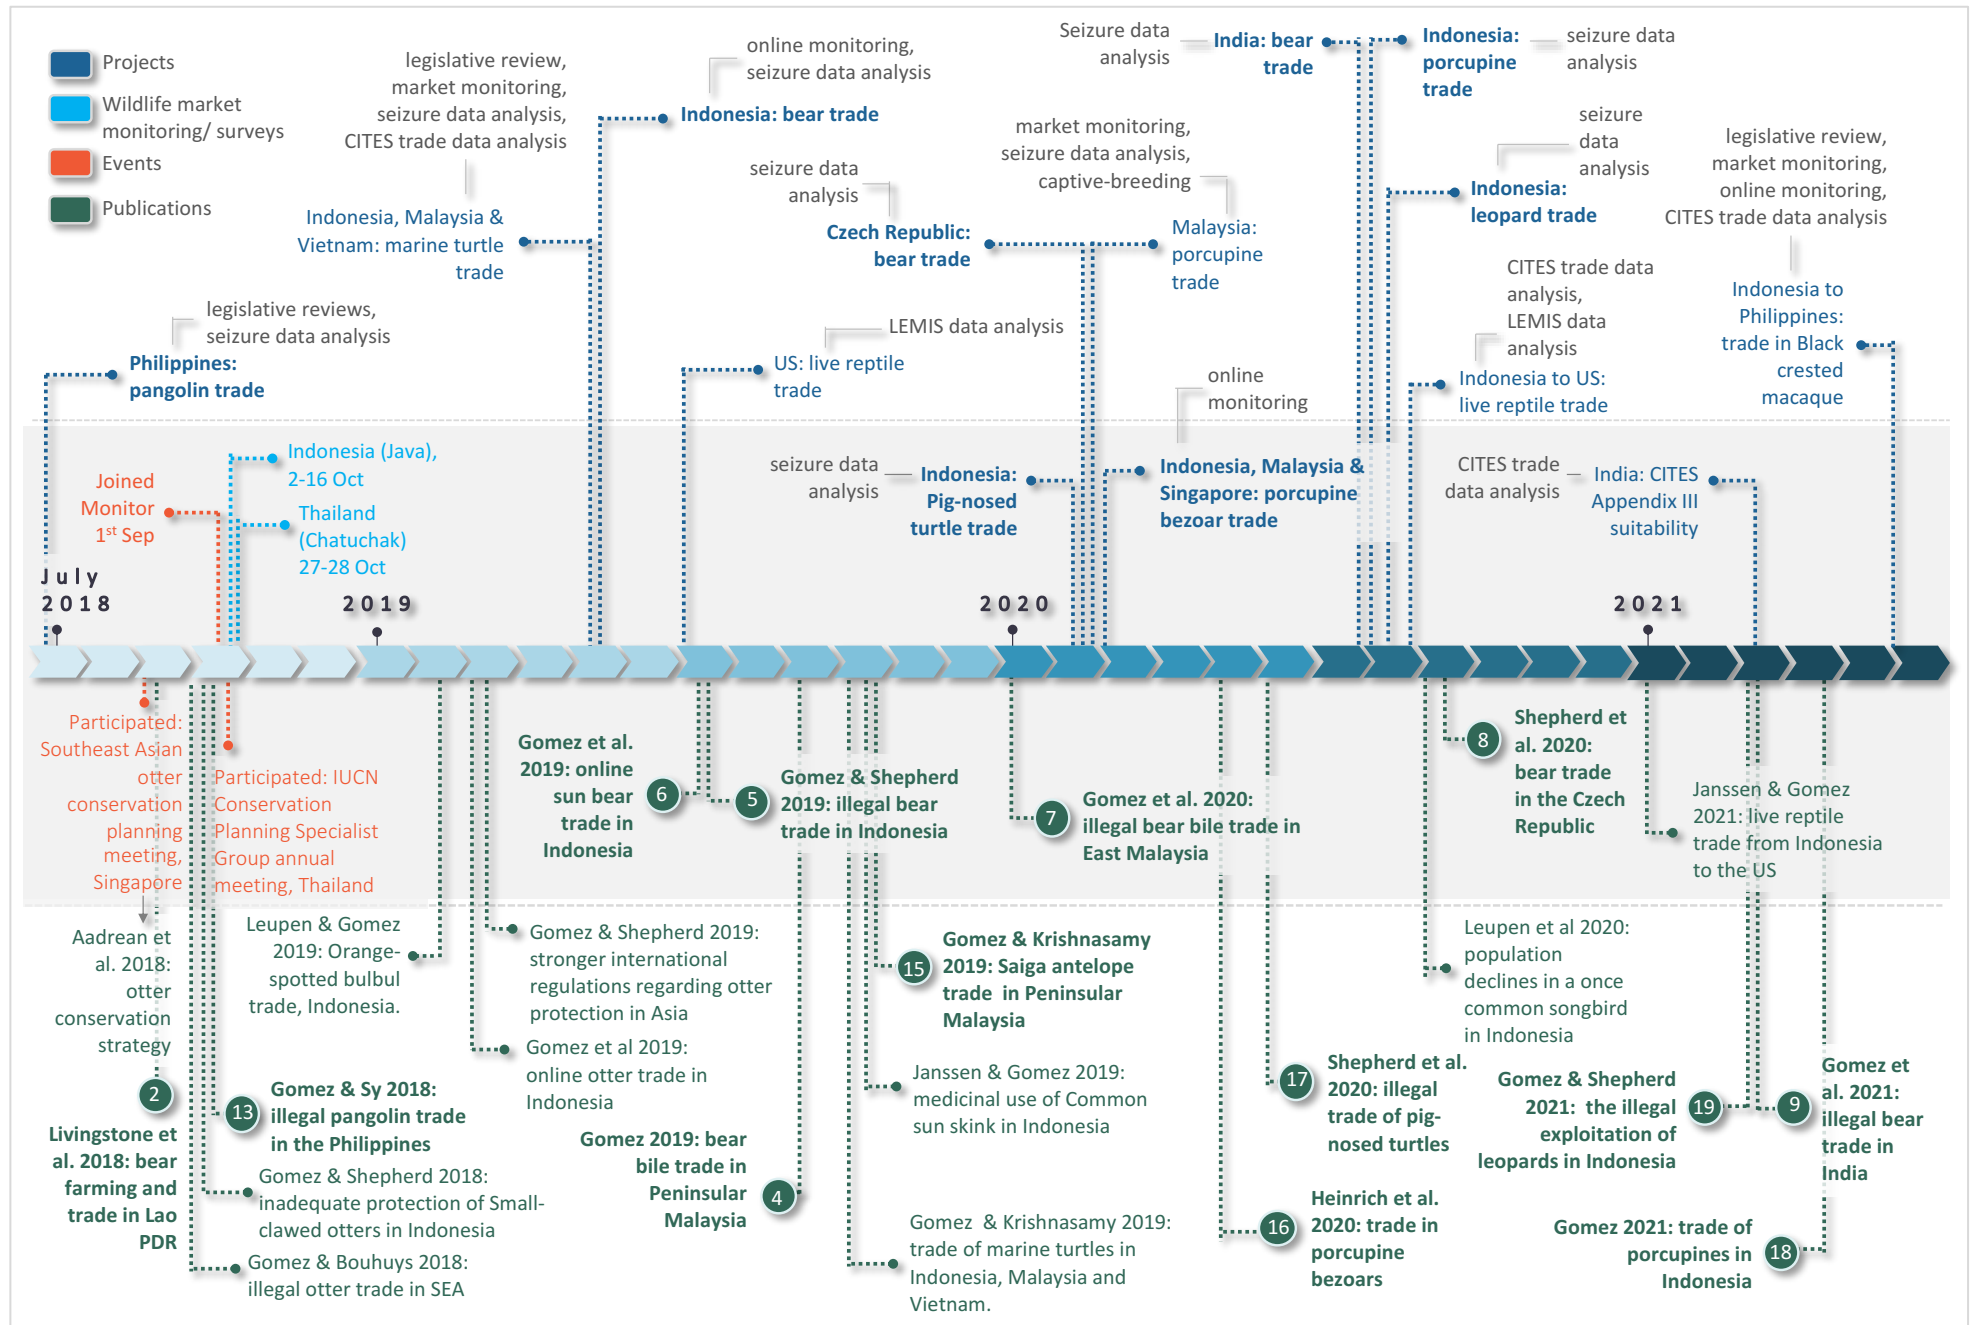 Projects
Wildlife market
monitoring/ surveys
Events
Publications
legislative review,
market monitoring,
seizure data analysis,
CITES trade data analysis
Indonesia, Malaysia &
Vietnam: marine turtle
trade
online monitoring,
seizure data analysis
Indonesia: bear trade
legislative reviews,
seizure data analysis
Philippines:
pangolin trade
seizure data
analysis
Czech Republic:
bear trade
LEMIS data analysis
US: live reptile
trade
Seizure data
analysis
India: bear
trade
market monitoring,
seizure data analysis,
captive-breeding
Malaysia:
porcupine
trade
Indonesia:
porcupine
trade
seizure data
analysis
seizure
data
analysis
Indonesia:
leopard trade
legislative review,
market monitoring,
online monitoring,
CITES trade data analysis
Indonesia to
Philippines:
trade in Black
crested
macaque
CITES trade data
analysis,
LEMIS data
analysis
Indonesia to US:
live reptile trade
online
monitoring
Indonesia, Malaysia &
Singapore: porcupine
bezoar trade
seizure data
analysis
Indonesia:
Pig-nosed
turtle trade
CITES trade
data analysis
India: CITES
Appendix III
suitability
Joined
Monitor
1st Sep
Indonesia (Java),
2-16 Oct
Thailand
(Chatuchak)
27-28 Oct
July
2018
2019
2020
2021
Participated:
Southeast Asian
otter
conservation
planning
meeting,
Singapore
Participated: IUCN
Conservation
Planning Specialist
Group annual
meeting, Thailand
Gomez et al.
2019: online
sun bear
trade in
Indonesia
6
5
Gomez & Shepherd
2019: illegal bear
trade in Indonesia
7
Gomez et al. 2020:
illegal bear bile trade in
East Malaysia
8
Shepherd et
al. 2020:
bear trade
in the Czech
Republic
Janssen & Gomez
2021: live reptile
trade from Indonesia
to the US
Aadrean et
al. 2018:
otter
conservation
strategy
2
Livingstone et
al. 2018: bear
farming and
trade in Lao
PDR
13
Gomez & Sy 2018:
illegal pangolin trade
in the Philippines
Gomez & Shepherd 2018:
inadequate protection of Small-
clawed otters in Indonesia
Gomez & Bouhuys 2018:
illegal otter trade in SEA
Leupen & Gomez
2019: Orange-
spotted bulbul
trade, Indonesia.
Gomez & Shepherd 2019:
stronger international
regulations regarding otter
protection in Asia
Gomez et al 2019:
online otter trade in
Indonesia
Gomez 2019: bear
bile trade in
Peninsular
Malaysia
4
15
Gomez & Krishnasamy
2019: Saiga antelope
trade in Peninsular
Malaysia
Janssen & Gomez 2019:
medicinal use of Common
sun skink in Indonesia
Gomez & Krishnasamy 2019:
trade of marine turtles in
Indonesia, Malaysia and
Vietnam.
17
Shepherd et al.
2020: illegal
trade of pig-
nosed turtles
16
Heinrich et al.
2020: trade in
porcupine
bezoars
Leupen et al 2020:
population
declines in a once
common songbird
in Indonesia
Gomez & Shepherd
2021: the illegal
exploitation of
leopards in Indonesia
19
9
Gomez et
al. 2021:
illegal bear
trade in
India
Gomez 2021: trade of
porcupines in
Indonesia
18